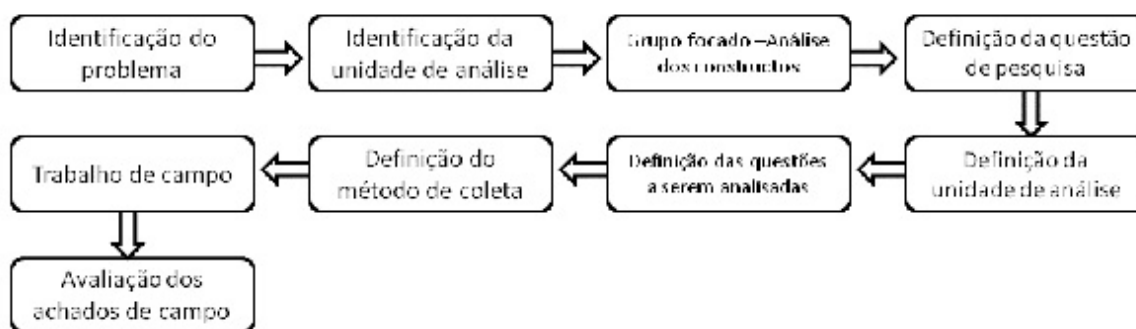 Identificação do
problema
Identificação da
unidade de análise
Grupo focado –Análise
dos constructos
Definição da questão
de pesquisa
Definição da
unidade de análise
Definição das questões
a serem analisadas
Definição do
método de coleta
Trabalho de campo
Avaliação dos
achados de campo